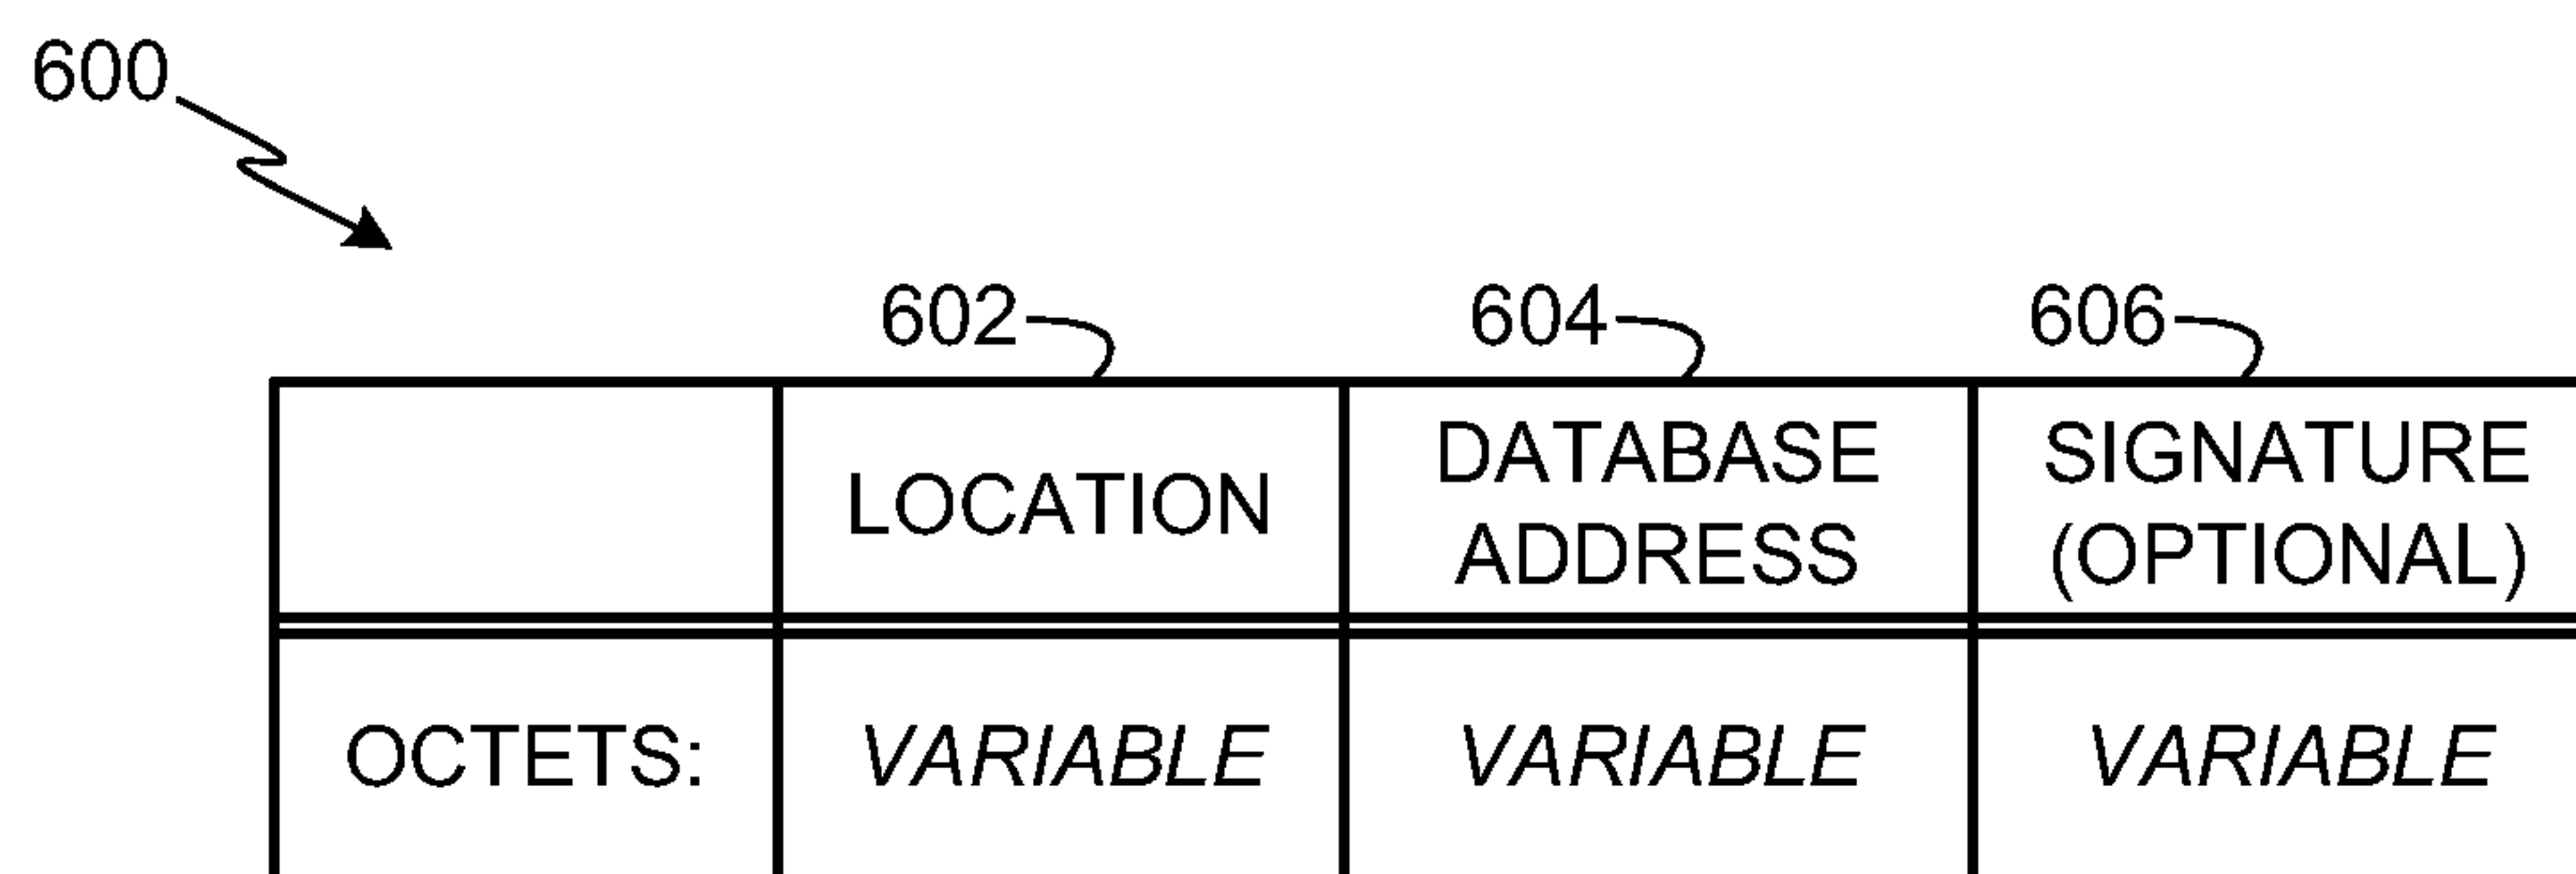 600
602 604 606
LOCATION DATABASE ADDRESS SIGNATURE (OPTIONAL)
OCTETS: VARIABLE VARIABLE VARIABLE